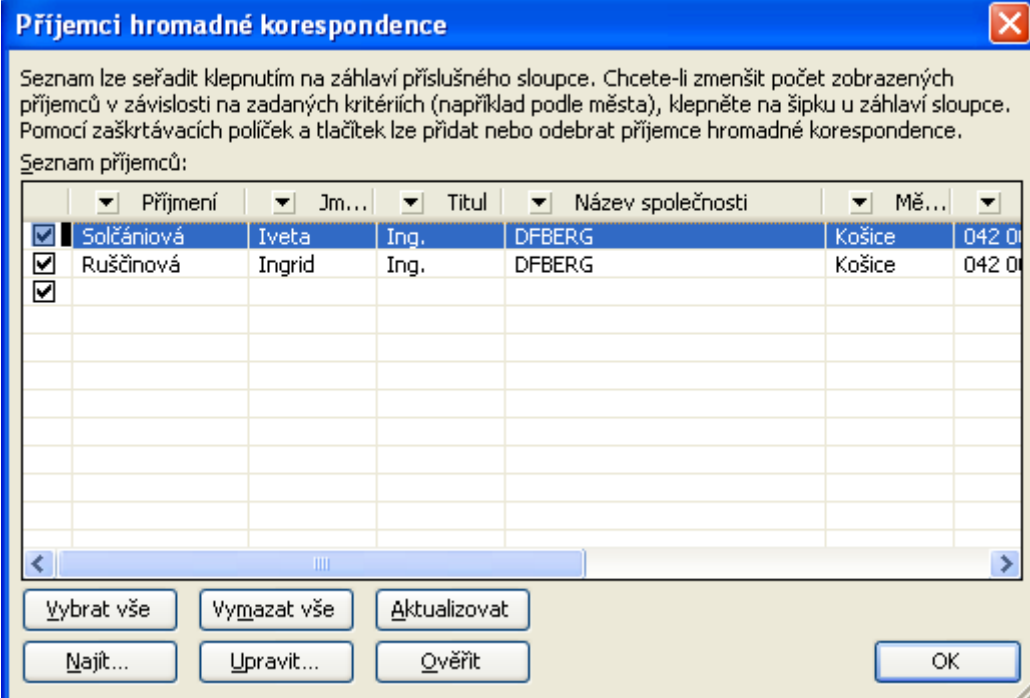 Příjemci hromadné korespondence
Seznam lze seřadit klepnutím na záhlaví příslušného sloupce. Chcete-li zmenšit počet zobrazených
příjemců v závislosti na zadaných kritériích (například podle města), klepněte na šipku u záhlaví sloupce.
Pomocí zaškrtávacích políček a tlačítek lze přidat nebo odebrat příjemce hromadné korespondence.
Seznam příjemců:
Příjmení Jm... Titul Název společnosti Mě...
Solčániová Iveta Ing. DFBERG Košice 042 0
Ruščinová Ingrid Ing. DFBERG Košice 042 0
Vybrat vše Vymazat vše Aktualizovat
Najít... Upravit... Ověřit OK